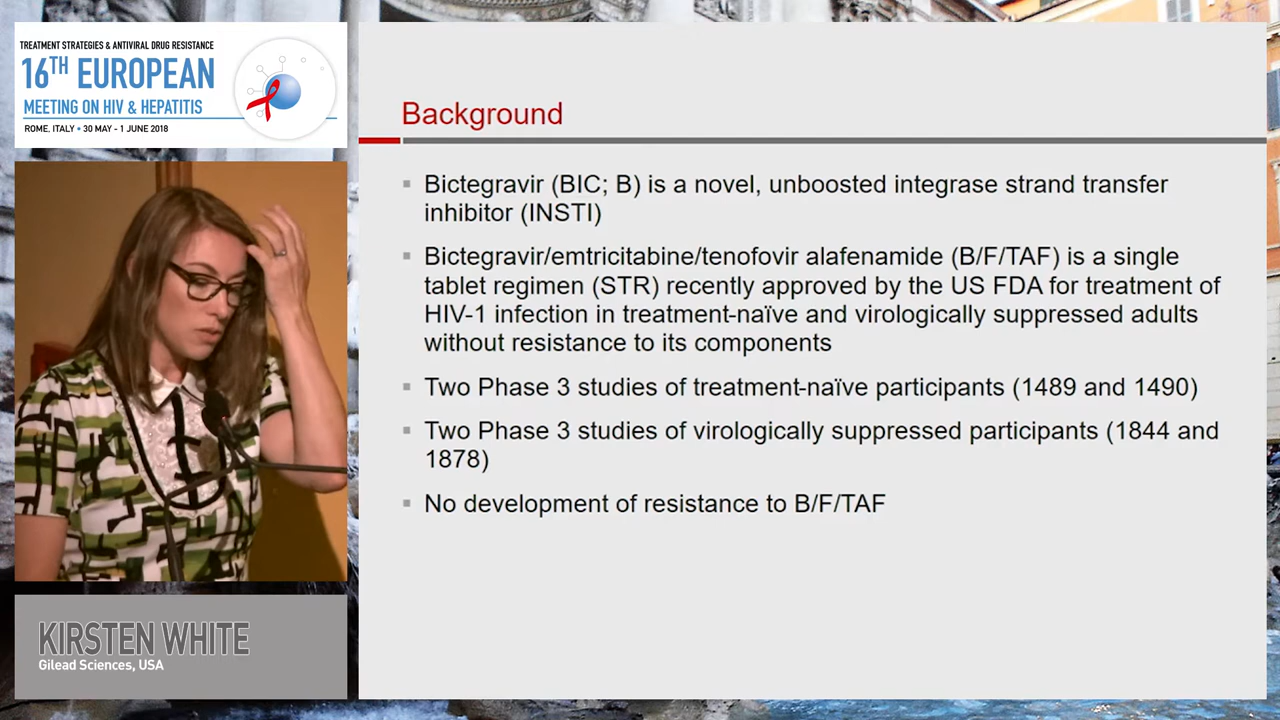 TREATMENT STRATEGIES & ANTIVIRAL DRUG RESISTANCE
16TH EUROPEAN
MEETING ON HIV & HEPATITIS
ROME, ITALY • 30 MAY - 1 JUNE 2018
Background
▪ Bictegravir (BIC; B) is a novel, unboosted integrase strand transfer
inhibitor (INSTI)
▪ Bictegravir/emtricitabine/tenofovir alafenamide (B/F/TAF) is a single
tablet regimen (STR) recently approved by the US FDA for treatment of
HIV-1 infection in treatment-naïve and virologically suppressed adults
without resistance to its components
▪ Two Phase 3 studies of treatment-naïve participants (1489 and 1490)
▪ Two Phase 3 studies of virologically suppressed participants (1844 and
1878)
▪ No development of resistance to B/F/TAF
KIRSTEN WHITE
Gilead Sciences, USA